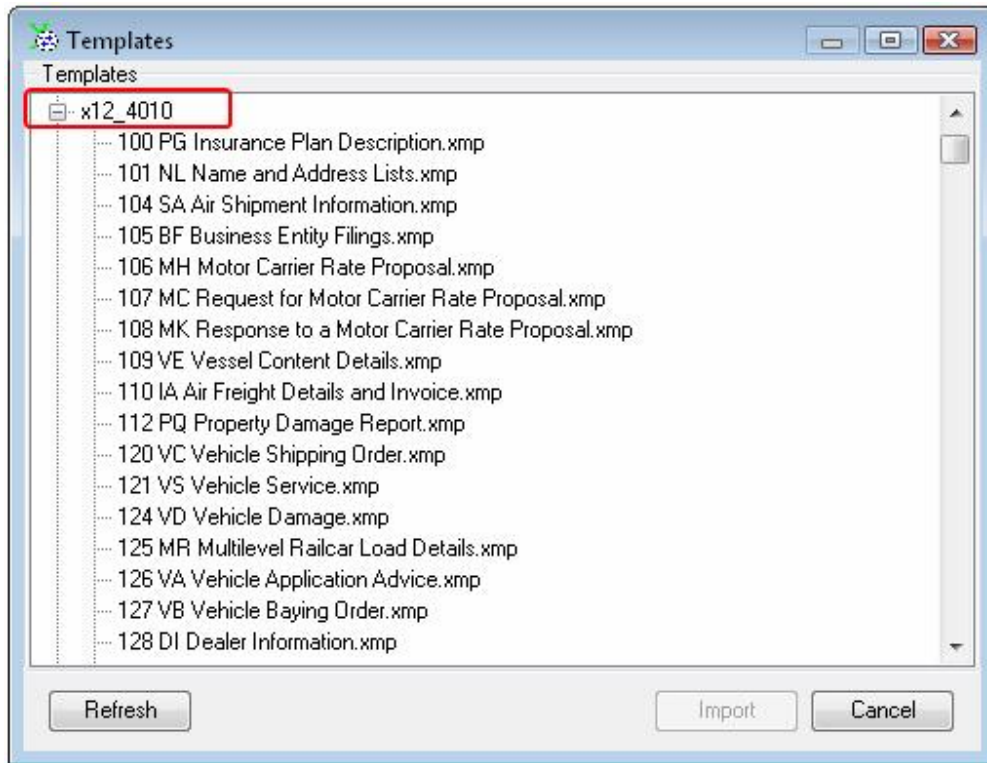 Templates
Templates
x12_4010
100 PG Insurance Plan Description.xmp
101 NL Name and Address Lists.xmp
104 SA Air Shipment Information.xmp
105 BF Business Entity Filings.xmp
106 MH Motor Carrier Rate Proposal.xmp
107 MC Request for Motor Carrier Rate Proposal.xmp
108 MK Response to a Motor Carrier Rate Proposal.xmp
109 VE Vessel Content Details.xmp
110 IA Air Freight Details and Invoice.xmp
112 PQ Property Damage Report.xmp
120 VC Vehicle Shipping Order.xmp
121 VS Vehicle Service.xmp
124 VD Vehicle Damage.xmp
125 MR Multilevel Railcar Load Details.xmp
126 VA Vehicle Application Advice.xmp
127 VB Vehicle Baying Order.xmp
128 DI Dealer Information.xmp
Refresh Import Cancel